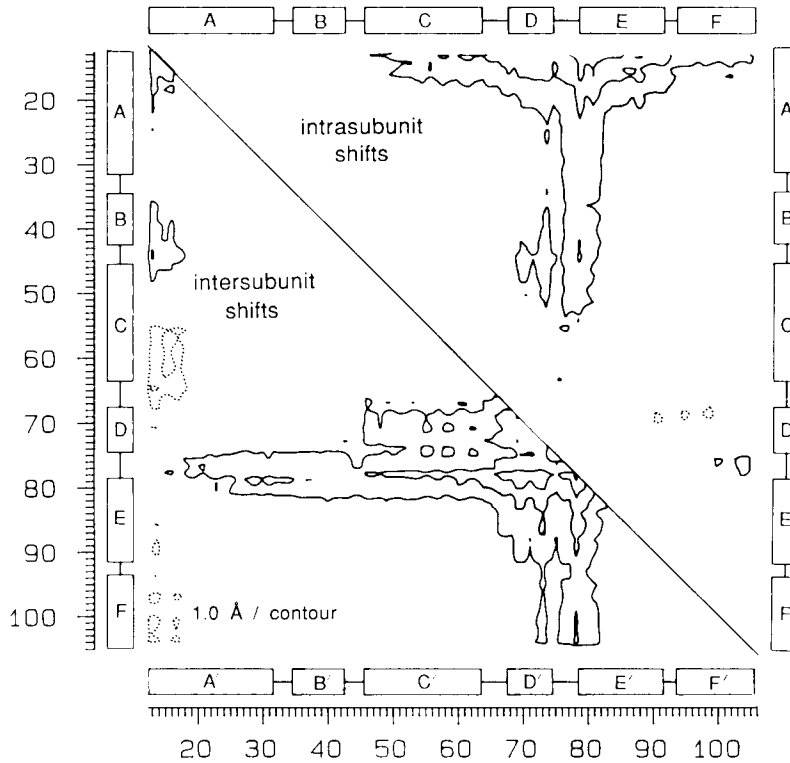 A B C D E F
20
30
40
50
60
70
80
90
100
A
B
C
D
E
F
intrasubunit
shifts
intersubunit
shifts
1.0 Å / contour
A
B
C
D
E
F
A' B' C' D' E' F'
20 30 40 50 60 70 80 90 100